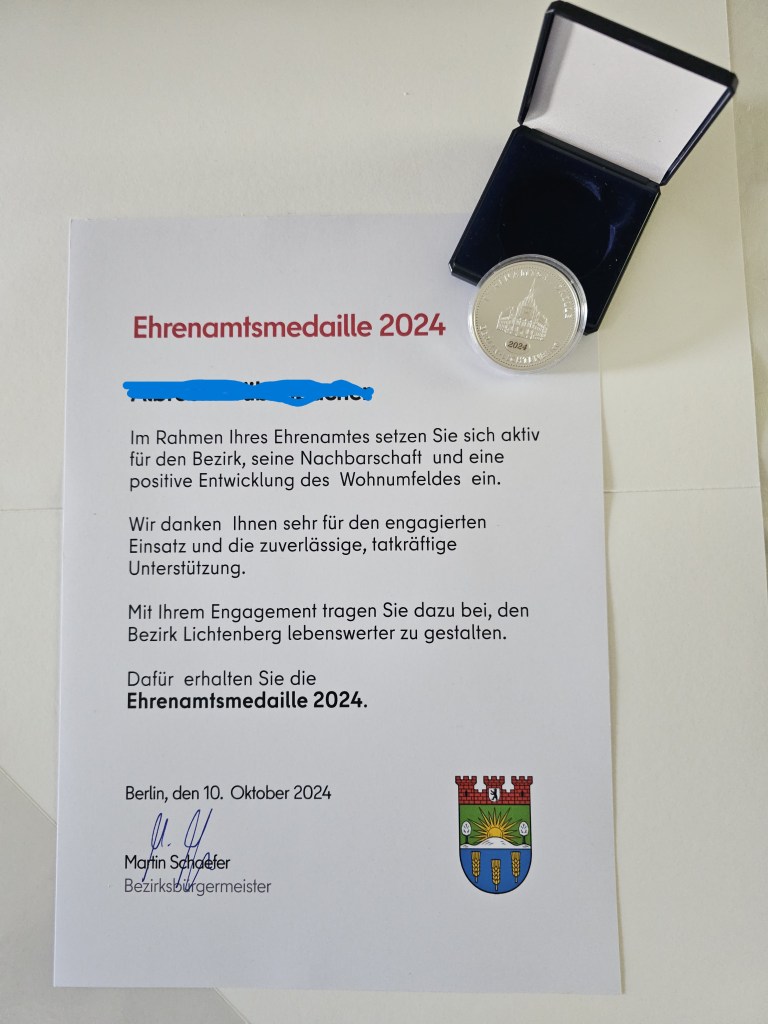 Ehrenamtsmedaille 2024
Im Rahmen Ihres Ehrenamtes setzen Sie sich aktiv
für den Bezirk, seine Nachbarschaft und eine
positive Entwicklung des Wohnumfeldes ein.
Wir danken Ihnen sehr für den engagierten
Einsatz und die zuverlässige, tatkräftige
Unterstützung.
Mit Ihrem Engagement tragen Sie dazu bei, den
Bezirk Lichtenberg lebenswerter zu gestalten.
Dafür erhalten Sie die
Ehrenamtsmedaille 2024.
Berlin, den 10. Oktober 2024
Martin Schaefer
Bezirksbürgermeister
2024